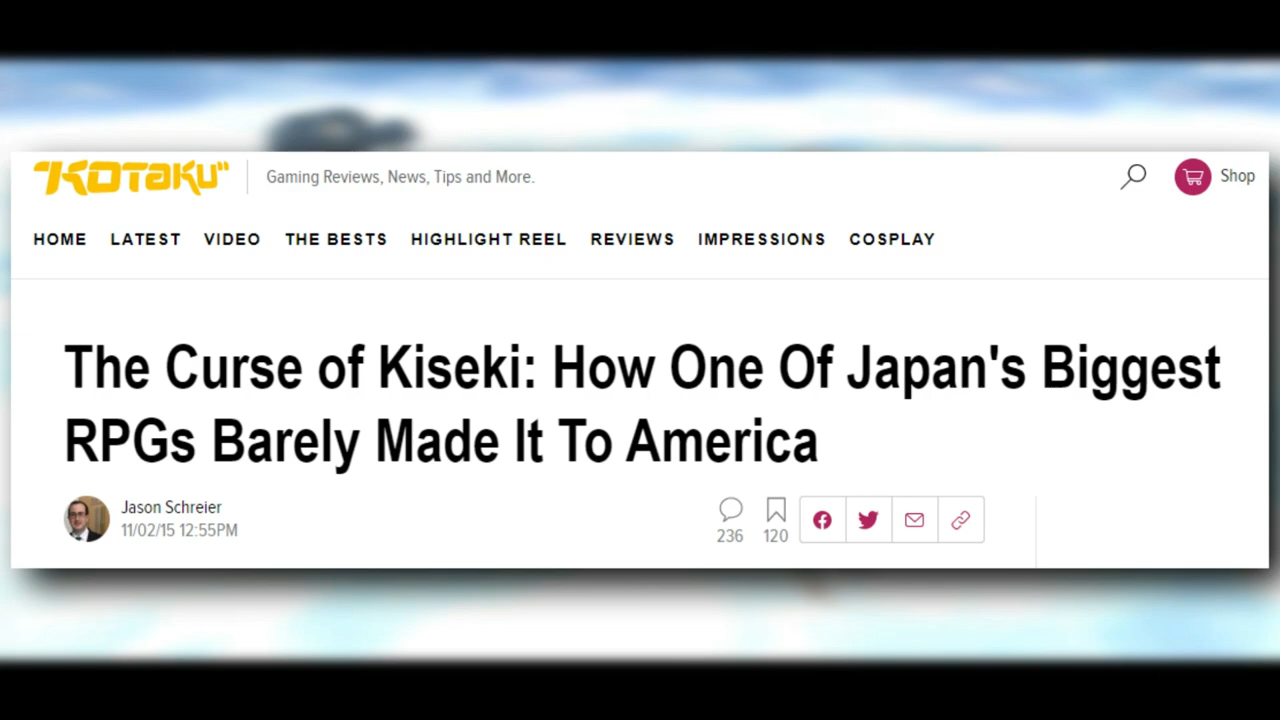 "KOTAKU" Gaming Reviews, News, Tips and More. Shop
HOME LATEST VIDEO THE BESTS HIGHLIGHT REEL REVIEWS IMPRESSIONS COSPLAY
The Curse of Kiseki: How One Of Japan's Biggest
RPGs Barely Made It To America
Jason Schreier
11/02/15 12:55PM
236 120